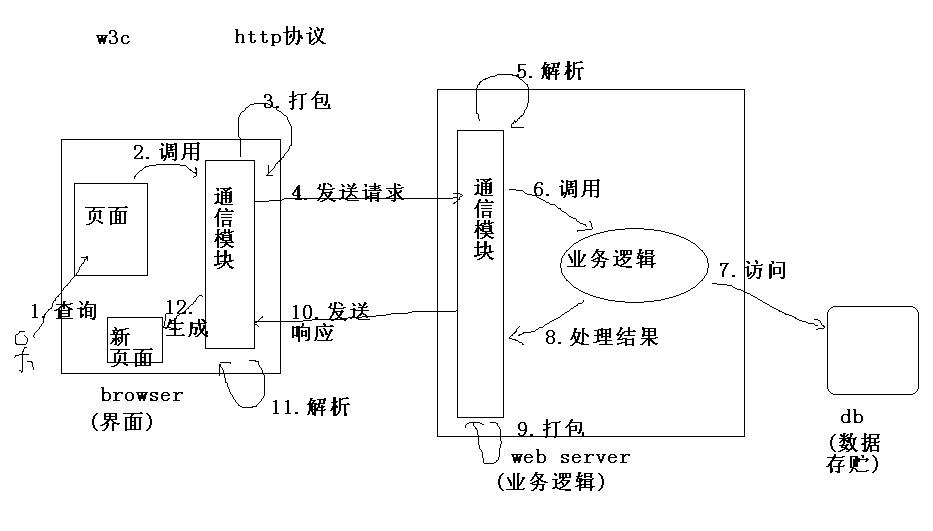 w3c
http协议
5.解析
3.打包
2.调用
通信模块
页面
4.发送请求
通信模块
6.调用
业务逻辑
7.访问
1.查询
12.
生成
新
页面
10.发送
响应
8.处理结果
browser
(界面)
11.解析
9.打包
web server
(业务逻辑)
db
(数据
存贮)